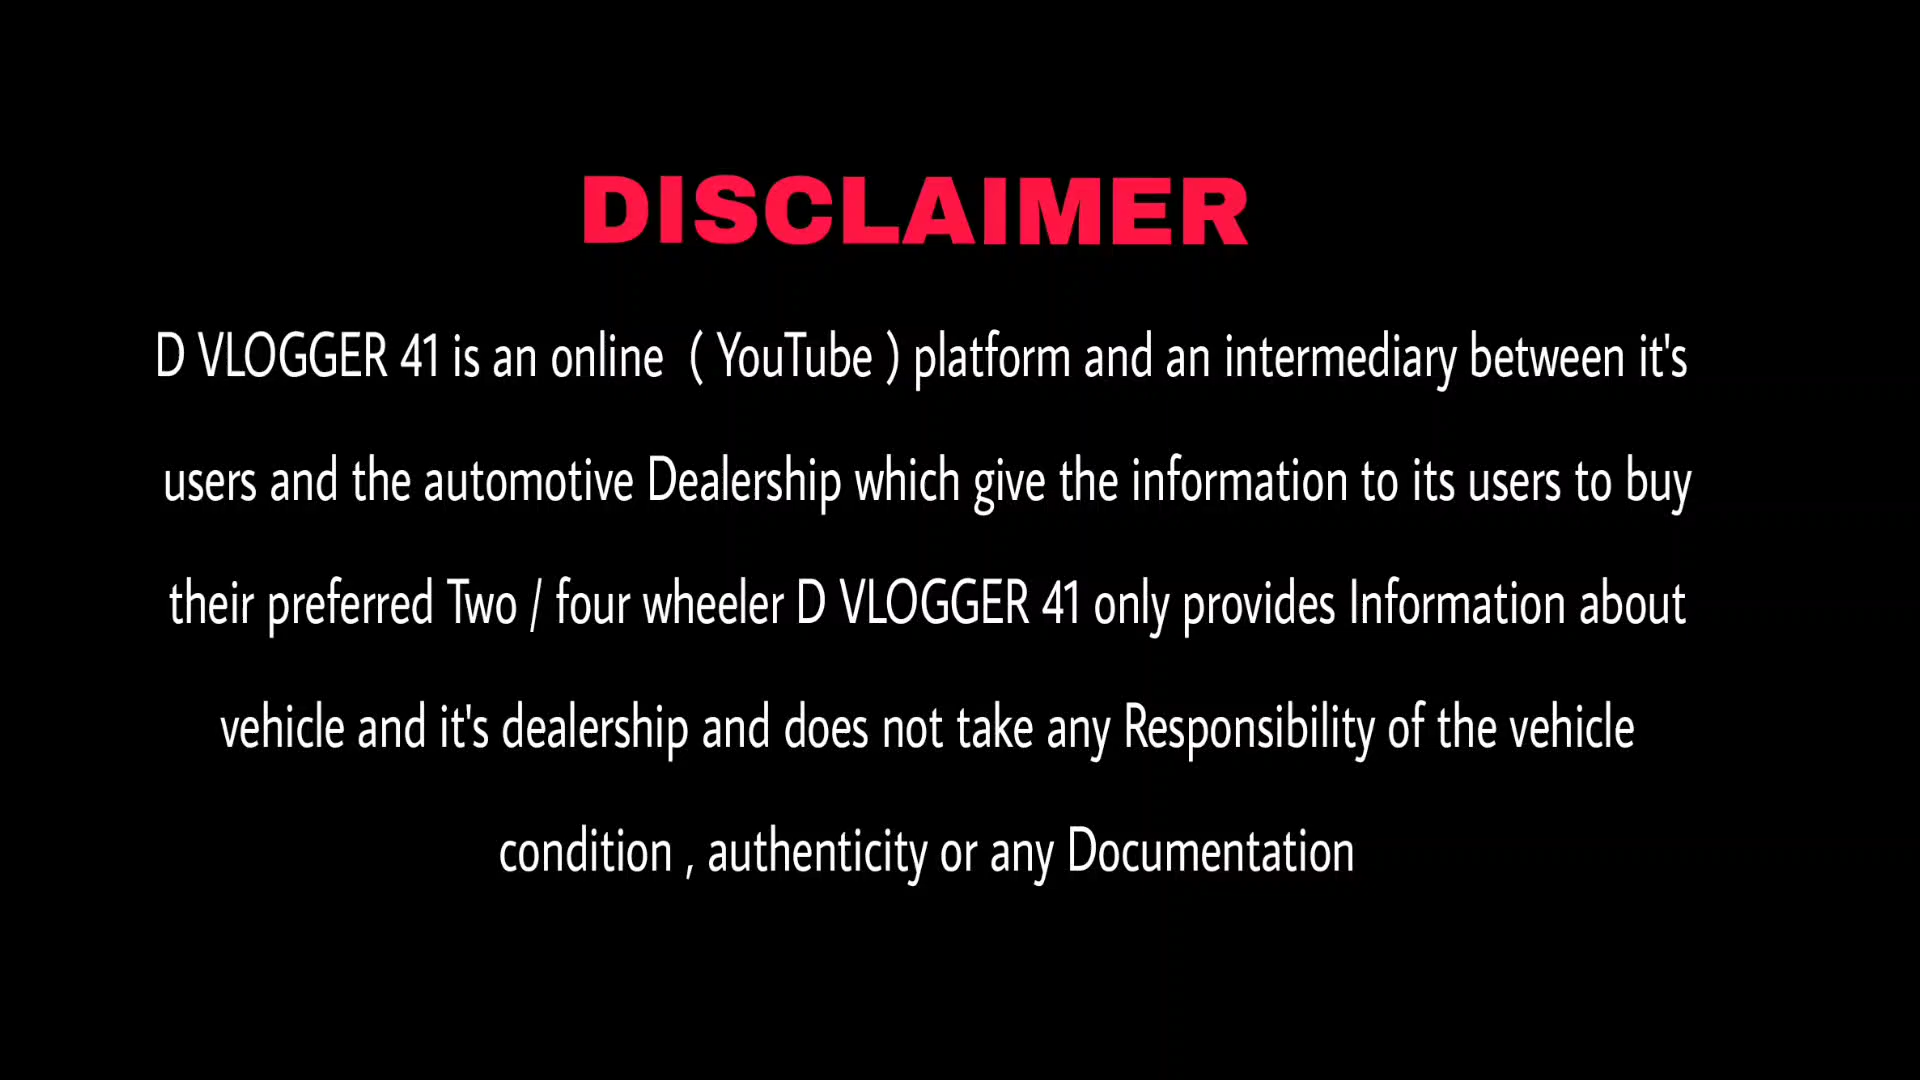 DISCLAIMER
D VLOGGER 41 is an online ( YouTube ) platform and an intermediary between it's
users and the automotive Dealership which give the information to its users to buy
their preferred Two / four wheeler D VLOGGER 41 only provides Information about
vehicle and it's dealership and does not take any Responsibility of the vehicle
condition , authenticity or any Documentation